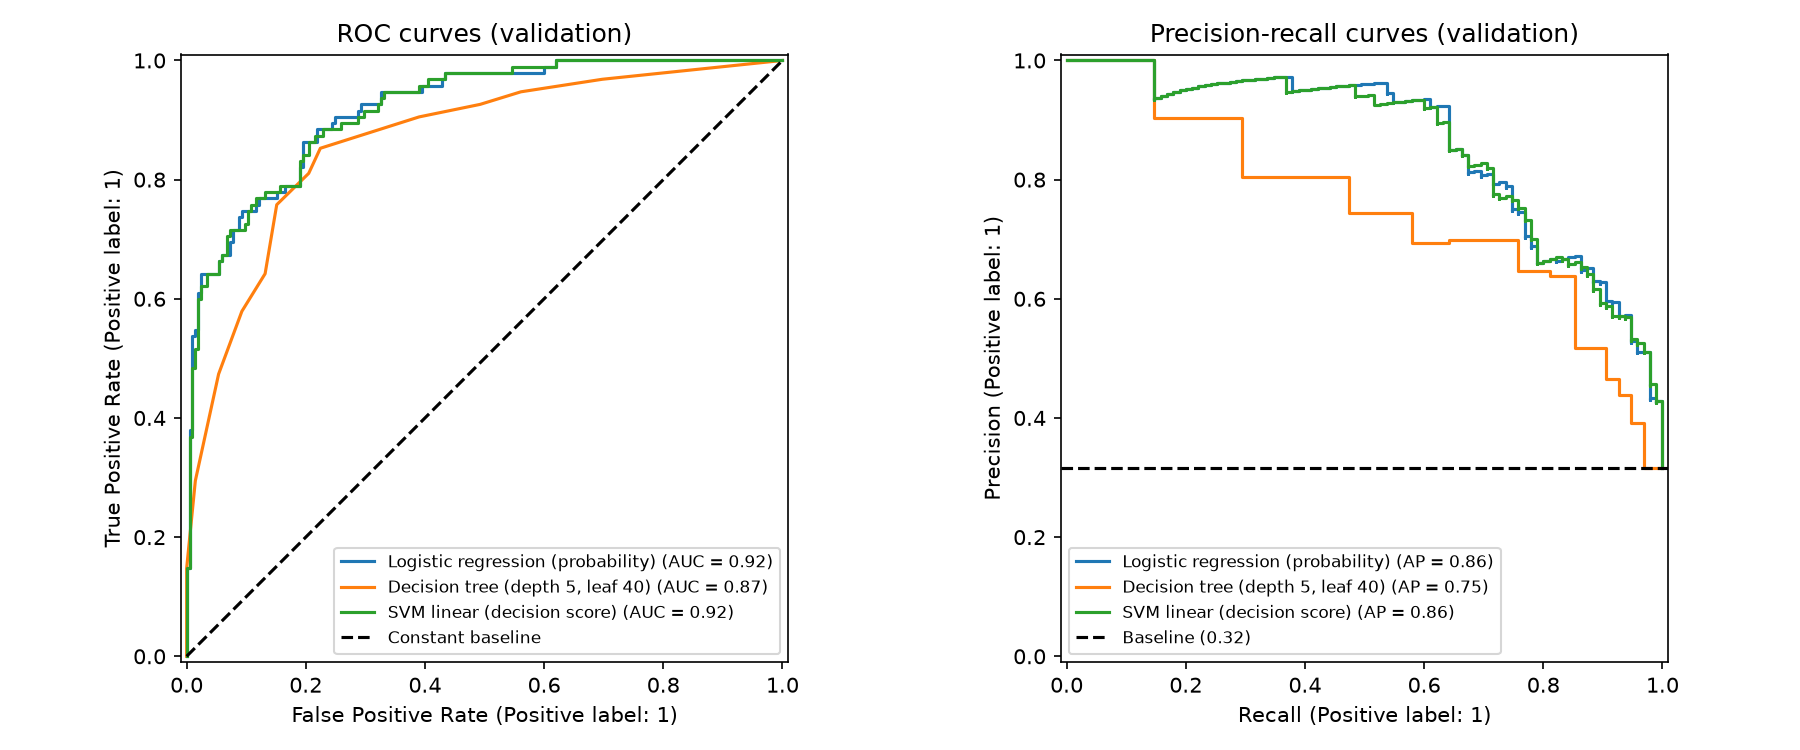 ROC curves (validation)
True Positive Rate (Positive label: 1)
1.0
0.8
0.6
0.4
0.2
0.0
Logistic regression (probability) (AUC = 0.92)
Decision tree (depth 5, leaf 40) (AUC = 0.87)
SVM linear (decision score) (AUC = 0.92)
Constant baseline
0.0 0.2 0.4 0.6 0.8 1.0
False Positive Rate (Positive label: 1)
Precision-recall curves (validation)
Precision (Positive label: 1)
1.0
0.8
0.6
0.4
0.2
0.0
Logistic regression (probability) (AP = 0.86)
Decision tree (depth 5, leaf 40) (AP = 0.75)
SVM linear (decision score) (AP = 0.86)
Baseline (0.32)
0.0 0.2 0.4 0.6 0.8 1.0
Recall (Positive label: 1)